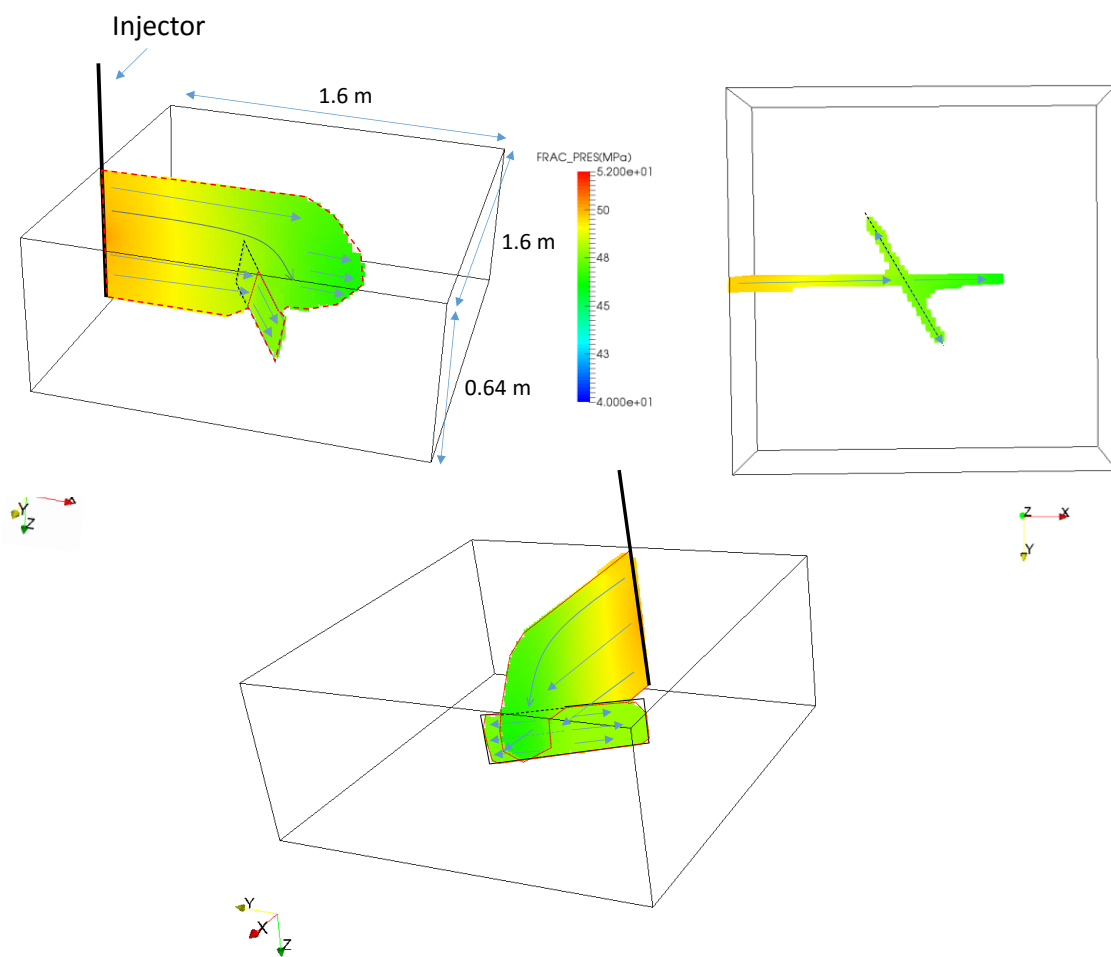 Injector
1.6 m
1.6 m
0.64 m
FRAC_PRES(MPa)
5.200e+01
50
48
45
43
4.000e+01
Y
Z
Z
X
Y
Y
X
Z